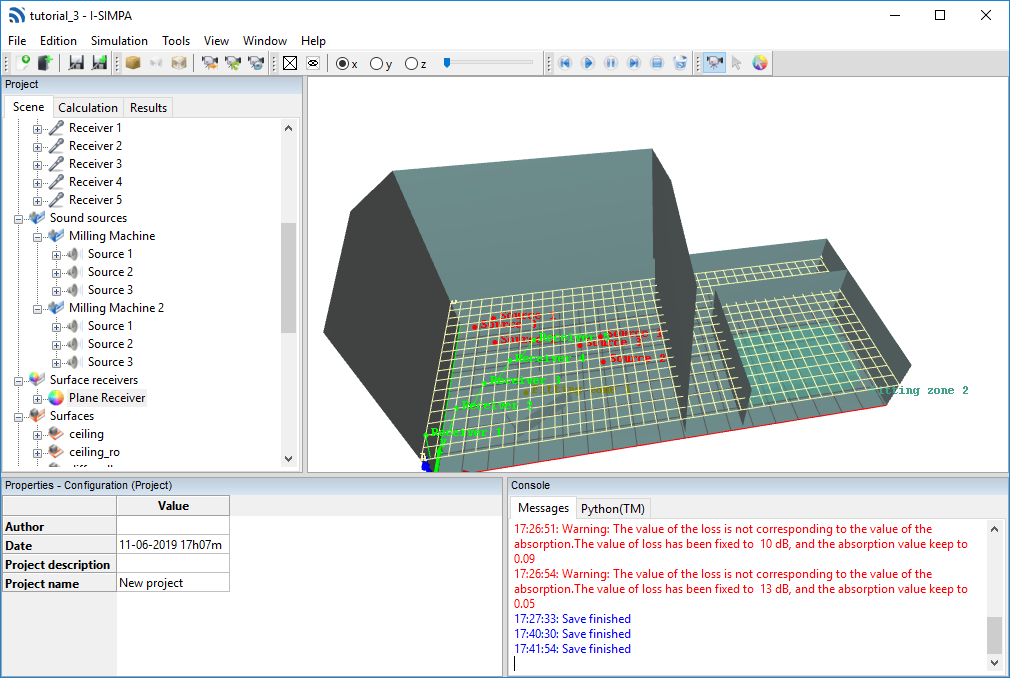 tutorial_3 - I-SIMPA
File Edition Simulation Tools View Window Help
x y z
Project
Scene Calculation Results
Receiver 1
Receiver 2
Receiver 3
Receiver 4
Receiver 5
Sound sources
Milling Machine
Source 1
Source 2
Source 3
Milling Machine 2
Source 1
Source 2
Source 3
Surface receivers
Plane Receiver
Surfaces
ceiling
ceiling_ro
Source
Source 2
Receiver 1
zone 2
Properties - Configuration (Project)
Value
Author
Date 11-06-2019 17h07m
Project description
Project name New project
Console
Messages Python(TM)
17:26:51: Warning: The value of the loss is not corresponding to the value of the
absorption.The value of loss has been fixed to 10 dB, and the absorption value keep to
0.09
17:26:54: Warning: The value of the loss is not corresponding to the value of the
absorption.The value of loss has been fixed to 13 dB, and the absorption value keep to
0.05
17:27:33: Save finished
17:40:30: Save finished
17:41:54: Save finished